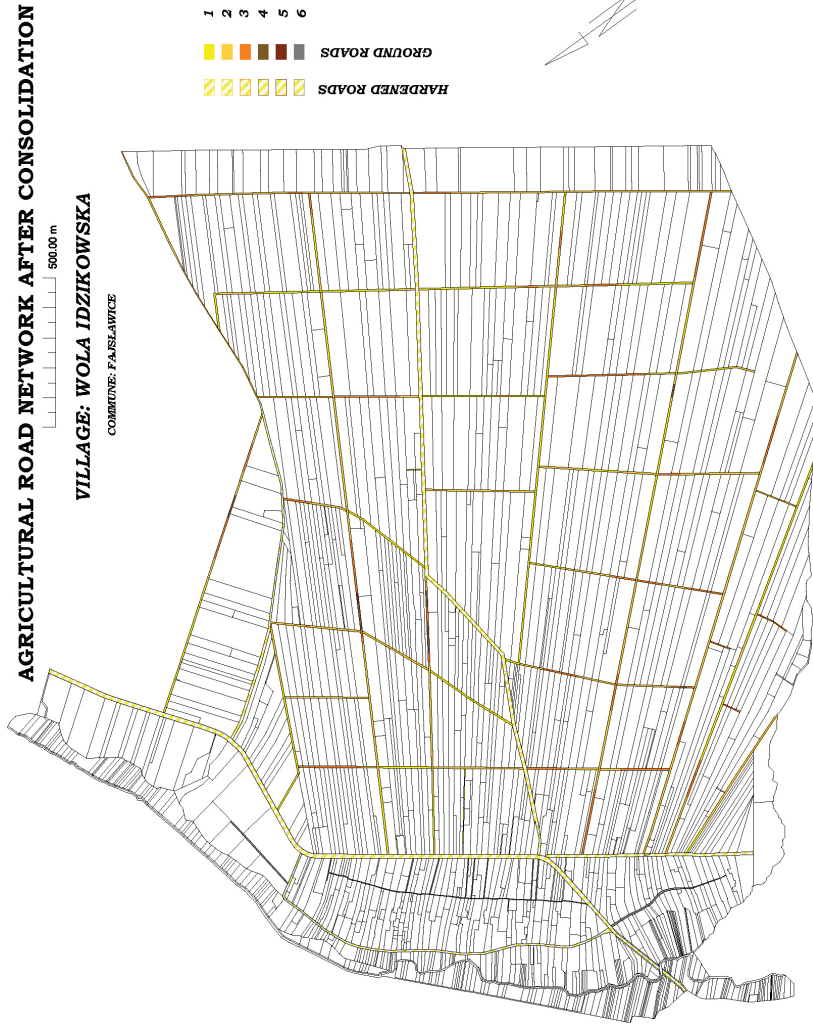 AGRICULTURAL ROAD NETWORK AFTER CONSOLIDATION
500.00 m
VILLAGE: WOLA IDZIKOWSKA
COMMUNE: FAJSLAWICE
1 2 3 4 5 6
GROUND ROADS
HARDENED ROADS